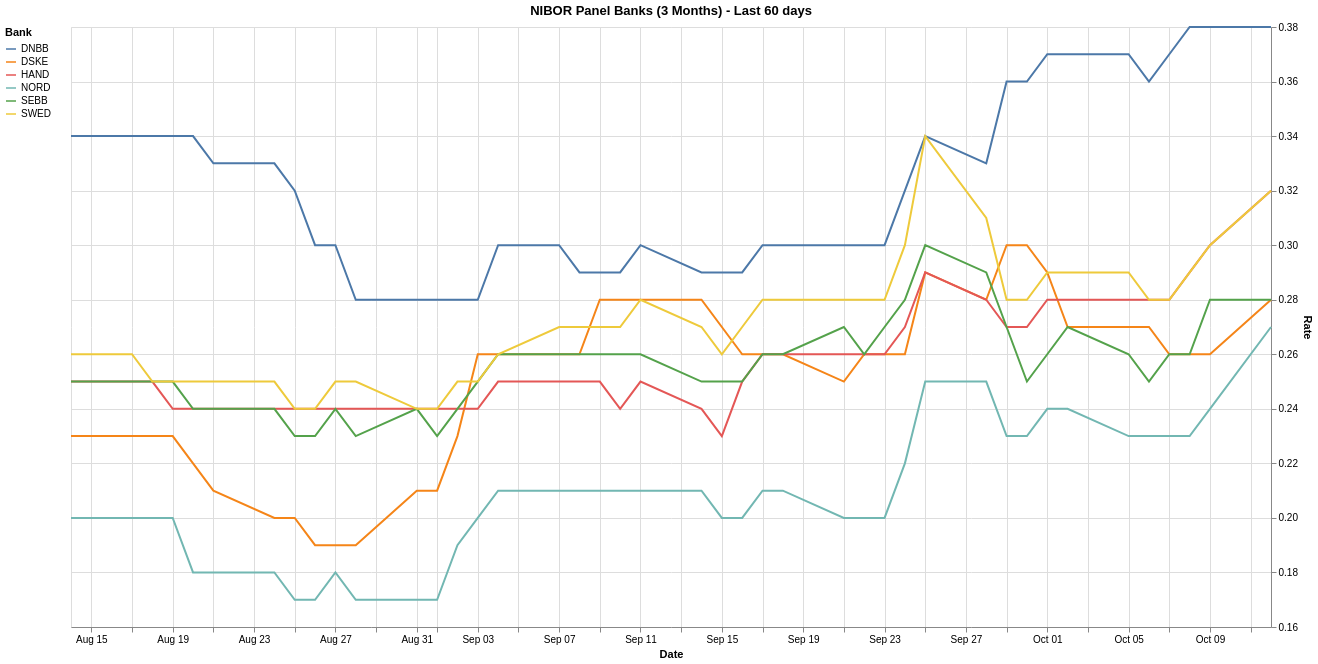 NIBOR Panel Banks (3 Months) - Last 60 days
Bank
DNBB
DSKE
HAND
NORD
SEBB
SWED
0.38
0.36
0.34
0.32
0.30
0.28
0.26
0.24
0.22
0.20
0.18
0.16
Rate
Aug 15 Aug 19 Aug 23 Aug 27 Aug 31 Sep 03 Sep 07 Sep 11 Sep 15 Sep 19 Sep 23 Sep 27 Oct 01 Oct 05 Oct 09
Date